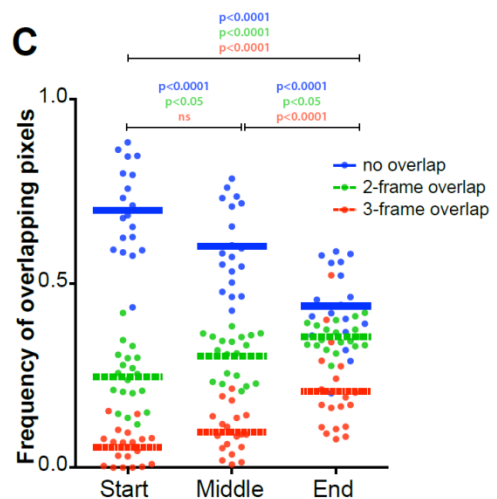 C
p<0.0001
p<0.0001
p<0.0001
p<0.0001 p<0.0001
p<0.05 p<0.05
ns p<0.0001
1.0
no overlap
2-frame overlap
3-frame overlap
0.5
0.0
Frequency of overlapping pixels
Start Middle End